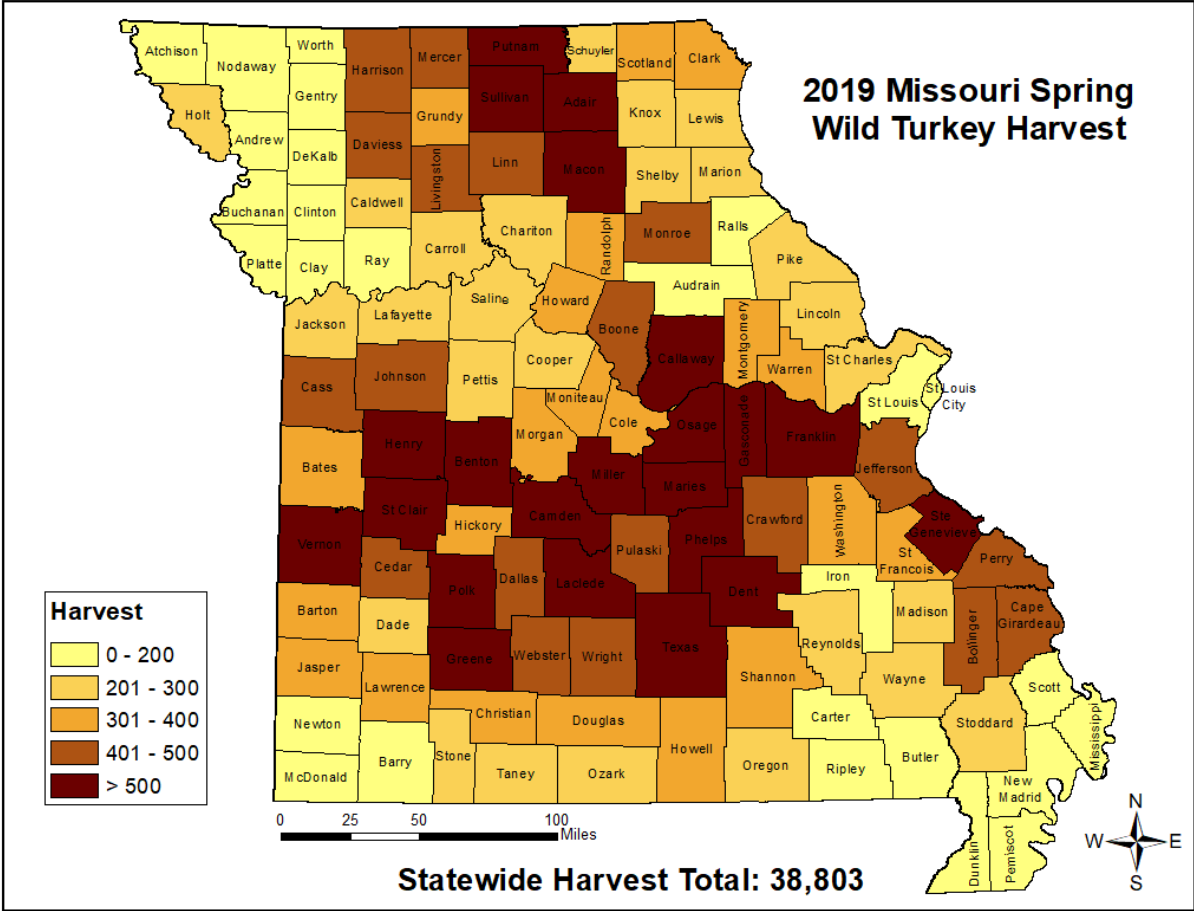 2019 Missouri Spring
Wild Turkey Harvest
Atchison
Nodaway
Worth
Harrison
Mercer
Putnam
Schuyler
Scotland
Clark
Holt
Gentry
Sullivan
Adair
Grundy
Knox
Lewis
Andrew
DeKalb
Daviess
Livingston
Linn
Macon
Shelby
Marion
Buchanan
Clinton
Caldwell
Chariton
Randolph
Monroe
Ralls
Platte
Clay
Ray
Carroll
Audrain
Pike
Jackson
Lafayette
Saline
Howard
Boone
Callaway
Montgomery
Lincoln
Cass
Johnson
Pettis
Cooper
Moniteau
Cole
Warren
St Charles
St Louis
St Louis
City
Bates
Henry
Benton
Morgan
Miller
Osage
Gasconade
Franklin
Jefferson
Maries
Vernon
St Clair
Hickory
Camden
Pulaski
Phelps
Crawford
Washington
St
Francois
Ste
Genevieve
Perry
Cedar
Polk
Dallas
Laclede
Dent
Iron
Madison
Bollinger
Cape
Girardeau
Barton
Dade
Greene
Webster
Wright
Texas
Reynolds
Jasper
Lawrence
Shannon
Wayne
Scott
Newton
Christian
Douglas
Howell
Carter
Stoddard
Mississippi
McDonald
Barry
Stone
Taney
Ozark
Oregon
Ripley
Butler
New
Madrid
Dunklin
Pemiscot
Harvest
0 - 200
201 - 300
301 - 400
401 - 500
> 500
0 25 50 100
Miles
N
W E
S
Statewide Harvest Total: 38,803